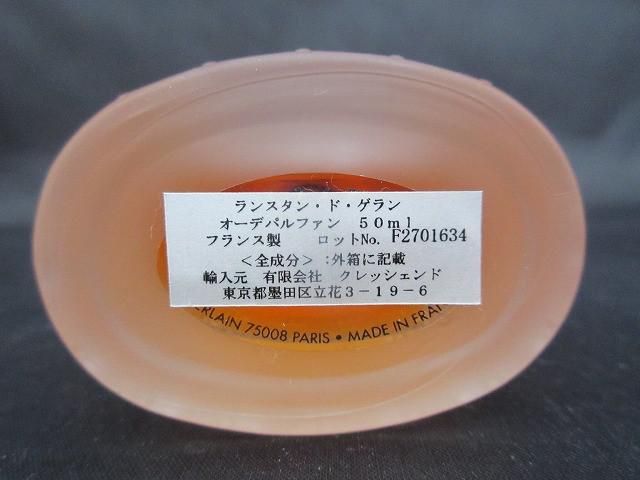 ランスタン・ド・ゲラン
オーデパルファン 50ml
フランス製 ロットNo. F2701634
＜全成分＞:外箱に記載
輸入元 有限会社 クレッシェンド
東京都墨田区立花3-19-6
75008 PARIS • MADE IN